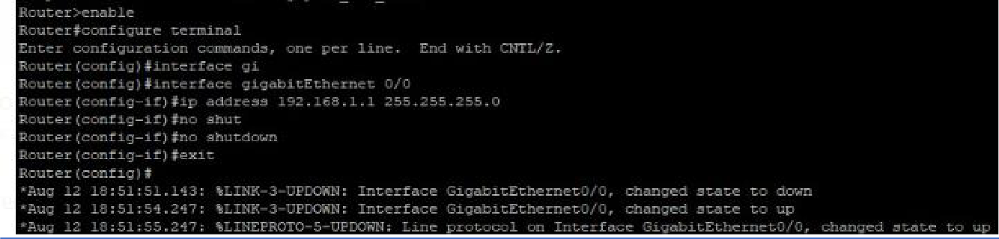 Router>enable
Router#configure terminal
Enter configuration commands, one per line.  End with CNTL/Z.
Router(config)#interface gi
Router(config)#interface gigabitEthernet 0/0
Router(config-if)#ip address 192.168.1.1 255.255.255.0
Router(config-if)#no shut
Router(config-if)#no shutdown
Router(config-if)#exit
Router(config)#
*Aug 12 18:51:51.143: %LINK-3-UPDOWN: Interface GigabitEthernet0/0, changed state to down
*Aug 12 18:51:54.247: %LINK-3-UPDOWN: Interface GigabitEthernet0/0, changed state to up
*Aug 12 18:51:55.247: %LINEPROTO-5-UPDOWN: Line protocol on Interface GigabitEthernet0/0, changed state to up